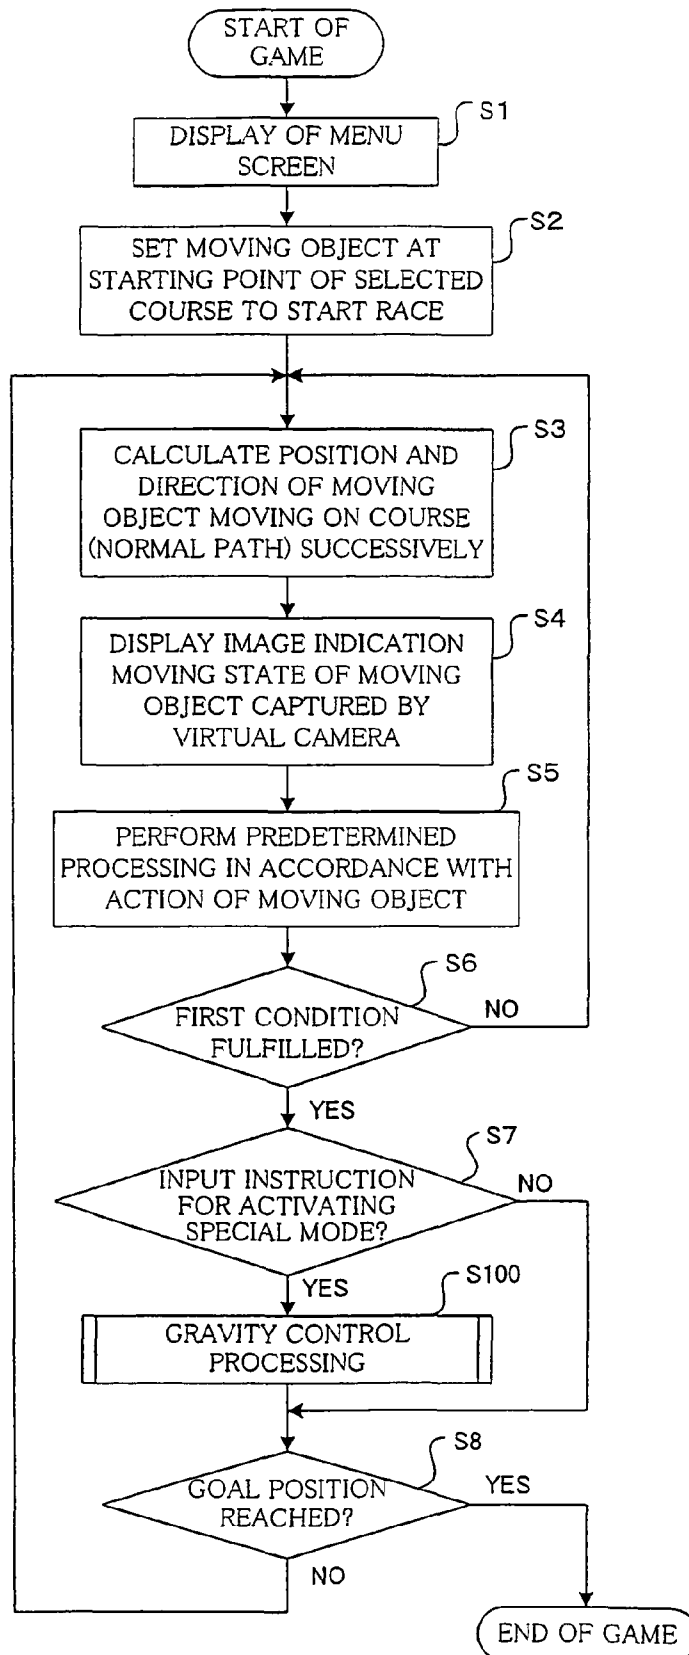 START OF
GAME
S1
DISPLAY OF MENU
SCREEN
S2
SET MOVING OBJECT AT
STARTING POINT OF SELECTED
COURSE TO START RACE
S3
CALCULATE POSITION AND
DIRECTION OF MOVING
OBJECT MOVING ON COURSE
(NORMAL PATH) SUCCESSIVELY
S4
DISPLAY IMAGE INDICATION
MOVING STATE OF MOVING
OBJECT CAPTURED BY
VIRTUAL CAMERA
S5
PERFORM PREDETERMINED
PROCESSING IN ACCORDANCE WITH
ACTION OF MOVING OBJECT
S6
NO
FIRST CONDITION
FULFILLED?
YES
S7
NO
INPUT INSTRUCTION
FOR ACTIVATING
SPECIAL MODE?
YES
S100
GRAVITY CONTROL
PROCESSING
S8
YES
GOAL POSITION
REACHED?
NO
END OF GAME